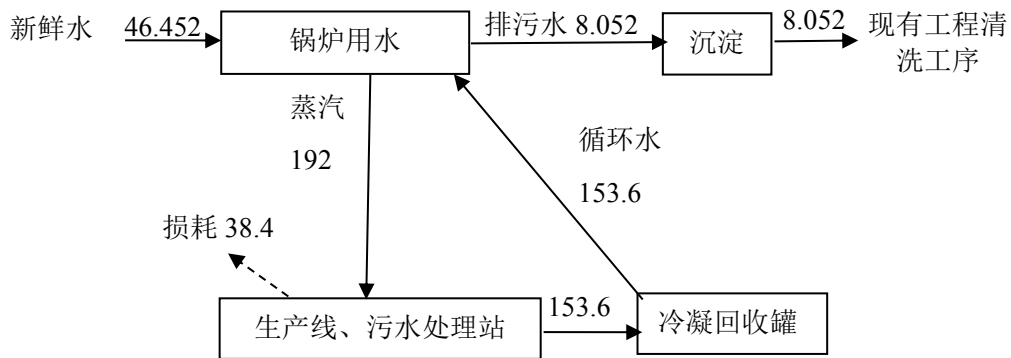 新鲜水 46.452 锅炉用水 排污水 8.052 沉淀 8.052 现有工程清
洗工序
蒸汽
192
循环水
153.6
损耗 38.4
生产线、污水处理站 153.6 冷凝回收罐